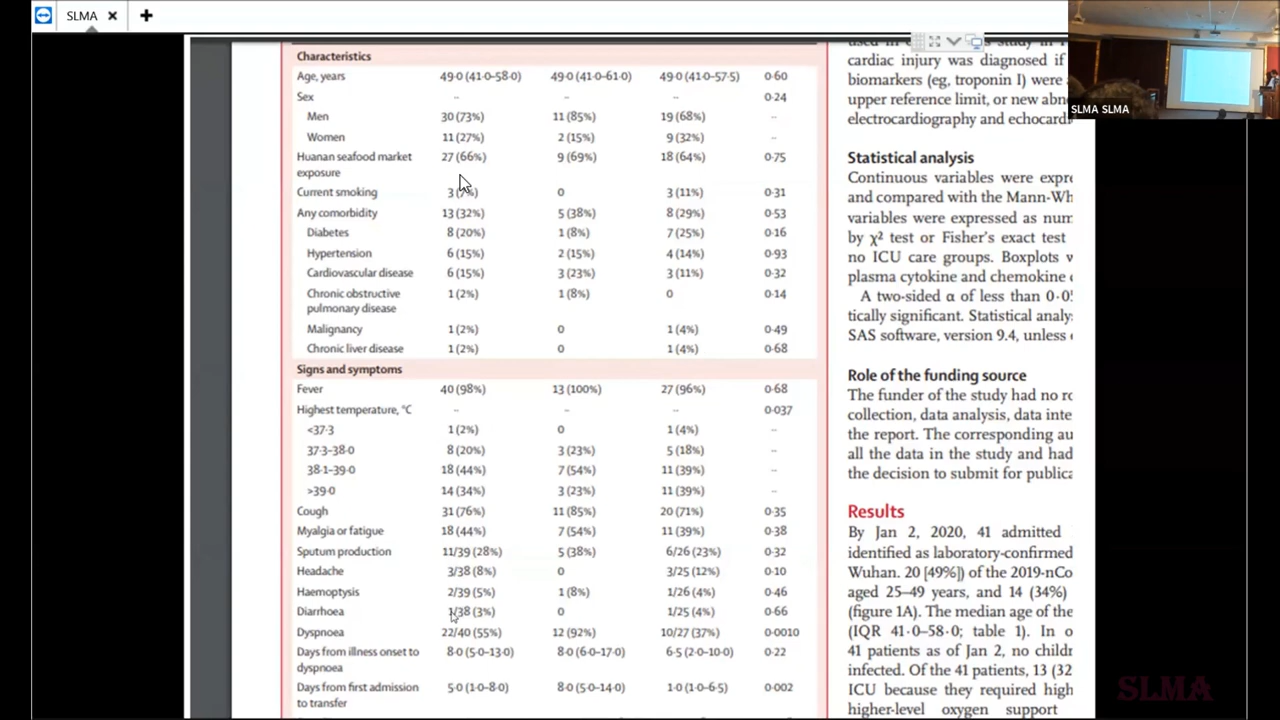 SLMA
Characteristics
Age, years 49·0 (41·0–58·0) 49·0 (41·0–61·0) 49·0 (41·0–57·5) 0·60
Sex ·· ·· ·· 0·24
Men 30 (73%) 11 (85%) 19 (68%) ··
Women 11 (27%) 2 (15%) 9 (32%) ··
Huanan seafood market 27 (66%) 9 (69%) 18 (64%) 0·75
exposure
Current smoking 3 (7%) 0 3 (11%) 0·31
Any comorbidity 13 (32%) 5 (38%) 8 (29%) 0·53
Diabetes 8 (20%) 1 (8%) 7 (25%) 0·16
Hypertension 6 (15%) 2 (15%) 4 (14%) 0·93
Cardiovascular disease 6 (15%) 3 (23%) 3 (11%) 0·32
Chronic obstructive 1 (2%) 1 (8%) 0 0·14
pulmonary disease
Malignancy 1 (2%) 0 1 (4%) 0·49
Chronic liver disease 1 (2%) 0 1 (4%) 0·68
Signs and symptoms
Fever 40 (98%) 13 (100%) 27 (96%) 0·68
Highest temperature, °C ·· ·· ·· 0·037
<37·3 1 (2%) 0 1 (4%) ··
37·3–38·0 8 (20%) 3 (23%) 5 (18%) ··
38·1–39·0 18 (44%) 7 (54%) 11 (39%) ··
>39·0 14 (34%) 3 (23%) 11 (39%) ··
Cough 31 (76%) 11 (85%) 20 (71%) 0·35
Myalgia or fatigue 18 (44%) 7 (54%) 11 (39%) 0·38
Sputum production 11/39 (28%) 5 (38%) 6/26 (23%) 0·32
Headache 3/38 (8%) 0 3/25 (12%) 0·10
Haemoptysis 2/39 (5%) 1 (8%) 1/26 (4%) 0·46
Diarrhoea 1/38 (3%) 0 1/25 (4%) 0·66
Dyspnoea 22/40 (55%) 12 (92%) 10/27 (37%) 0·0010
Days from illness onset to 8·0 (5·0–13·0) 8·0 (6·0–17·0) 6·5 (2·0–10·0) 0·22
dyspnoea
Days from first admission 5·0 (1·0–8·0) 8·0 (5·0–14·0) 1·0 (1·0–6·5) 0·002
to transfer
cardiac injury was diagnosed if
biomarkers (eg, troponin I) were
upper reference limit, or new abn
electrocardiography and echocard
Statistical analysis
Continuous variables were expre
and compared with the Mann-Wh
variables were expressed as num
by χ² test or Fisher's exact test
no ICU care groups. Boxplots w
plasma cytokine and chemokine
A two-sided α of less than 0·05
tically significant. Statistical analy
SAS software, version 9.4, unless
Role of the funding source
The funder of the study had no ro
collection, data analysis, data inte
the report. The corresponding au
all the data in the study and had
the decision to submit for publica
Results
By Jan 2, 2020, 41 admitted
identified as laboratory-confirmed
Wuhan. 20 [49%]) of the 2019-nCo
aged 25–49 years, and 14 (34%)
(figure 1A). The median age of the
(IQR 41·0–58·0; table 1). In
41 patients as of Jan 2, no childr
infected. Of the 41 patients, 13 (32
ICU because they required high
higher-level oxygen support
SLMA SLMA
SLMA